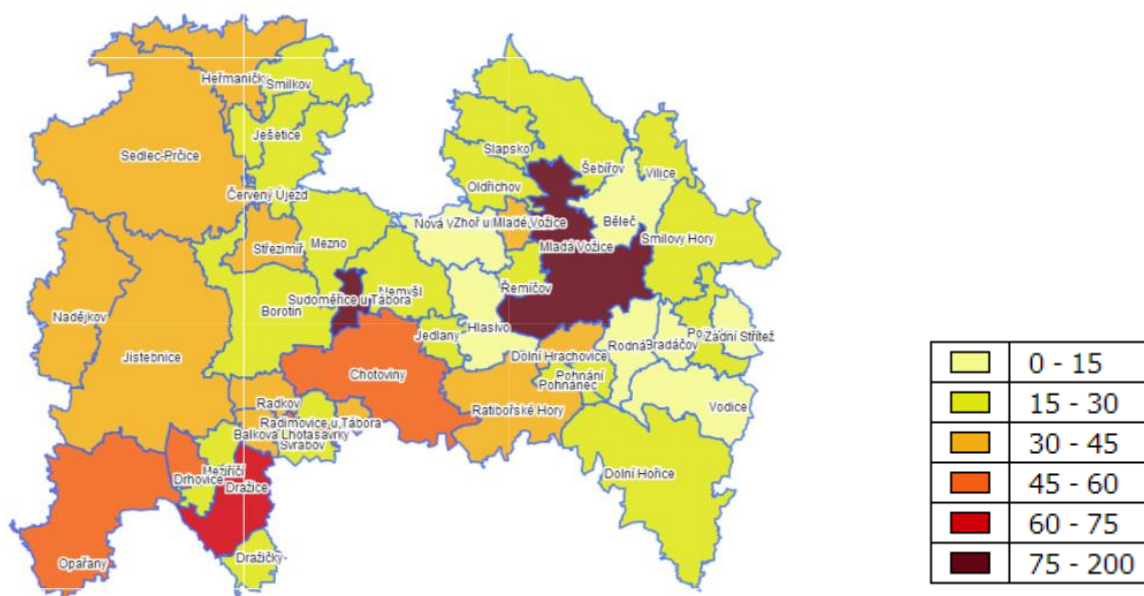 Heřmaničky
Smilkov
Ješetice
Sedlec-Prčice
Slapsko
Šebířov
Vilice
Oldřichov
Červený Újezd
Nová V
Zhoř u Mladé Vožice
Běleč
Střezimíř
Mezno
Mladá Vožice
Smilovy Hory
Řemíčov
Nemyšl
Sudoměřice u Tábora
Borotín
Nadějkov
Jedlany
Hlasivo
Rodná
Bradáčov
Zadní Střítež
Jistebnice
Dolní Hrachovice
Chotoviny
Pohnání
Pohnánec
Radkov
Ratibořské Hory
Vodice
Radimovice u Tábora
Balkova Lhota
Svrabov
Meziříčí
Drhovice
Dražice
Dolní Hořice
Opařany
Dražičky
0 - 15
15 - 30
30 - 45
45 - 60
60 - 75
75 - 200